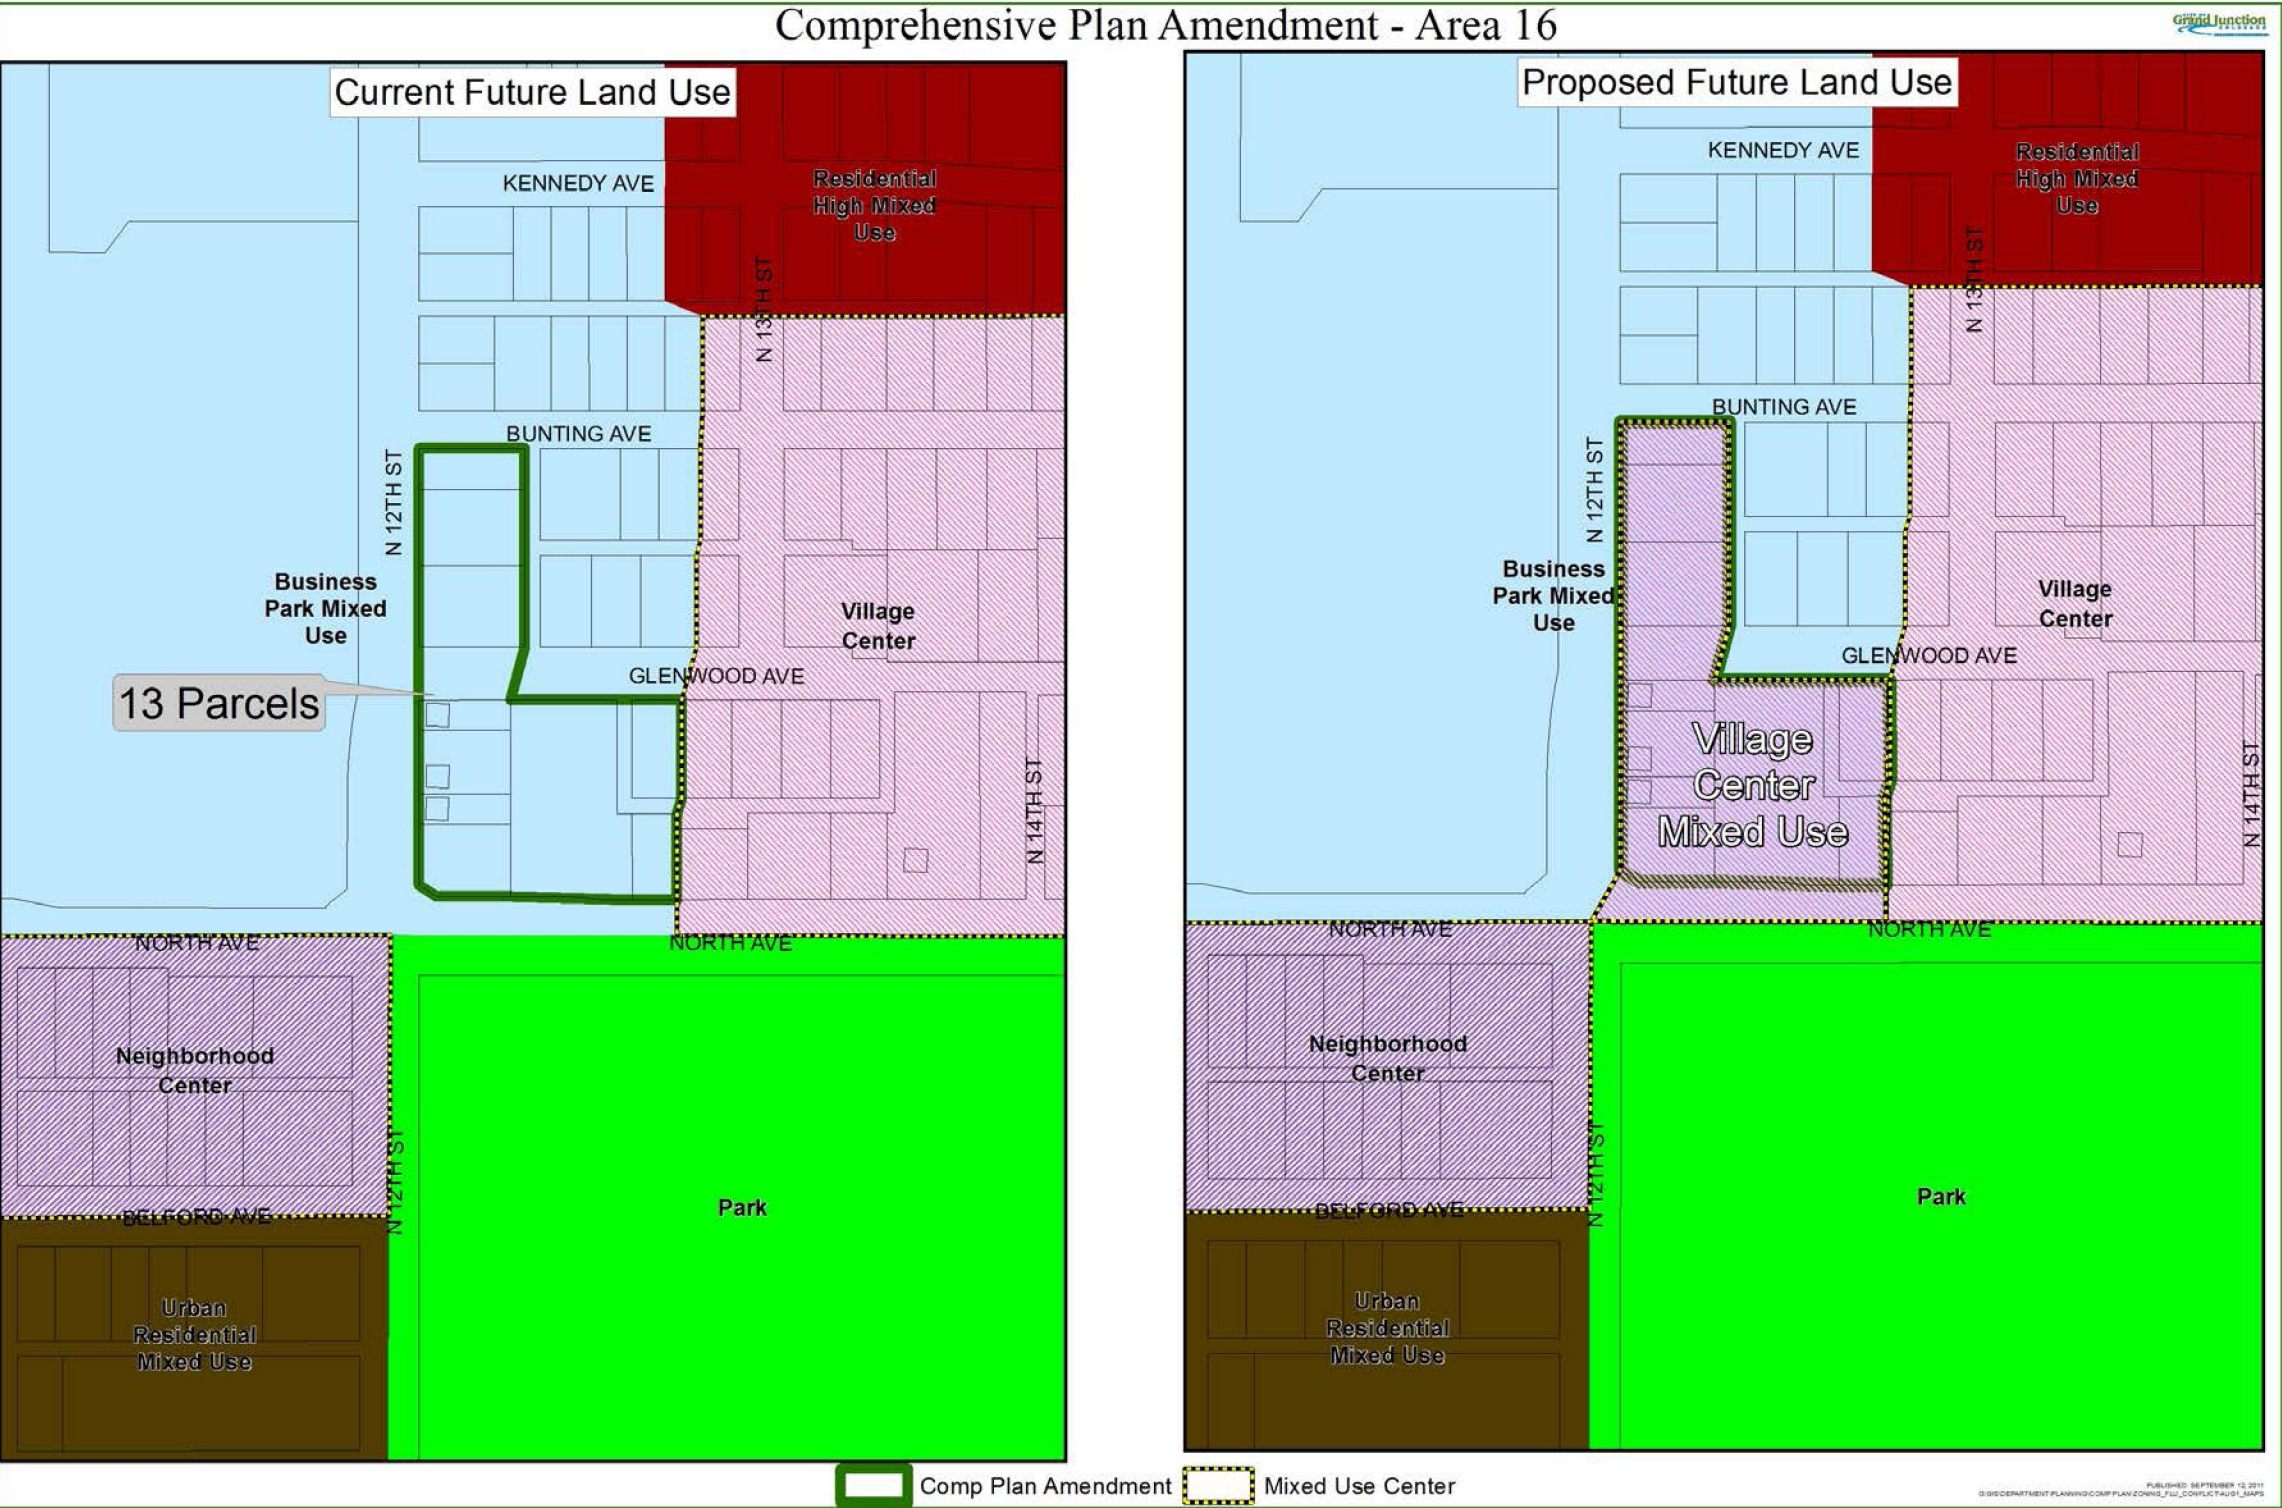 Comprehensive Plan Amendment - Area 16
Grand Junction
COLORADO
Current Future Land Use
KENNEDY AVE
Residential
High Mixed
Use
N 13TH ST
BUNTING AVE
N 12TH ST
Business
Park Mixed
Use
Village
Center
GLENWOOD AVE
13 Parcels
N 14TH ST
NORTH AVE
NORTH AVE
Neighborhood
Center
N 12TH ST
BELFORD AVE
Park
Urban
Residential
Mixed Use
Proposed Future Land Use
KENNEDY AVE
Residential
High Mixed
Use
N 13TH ST
BUNTING AVE
N 12TH ST
Business
Park Mixed
Use
Village
Center
GLENWOOD AVE
Village
Center
Mixed Use
N 14TH ST
NORTH AVE
NORTH AVE
Neighborhood
Center
N 12TH ST
BELFORD AVE
Park
Urban
Residential
Mixed Use
Comp Plan Amendment
Mixed Use Center
PUBLISHED: SEPTEMBER 12, 2011